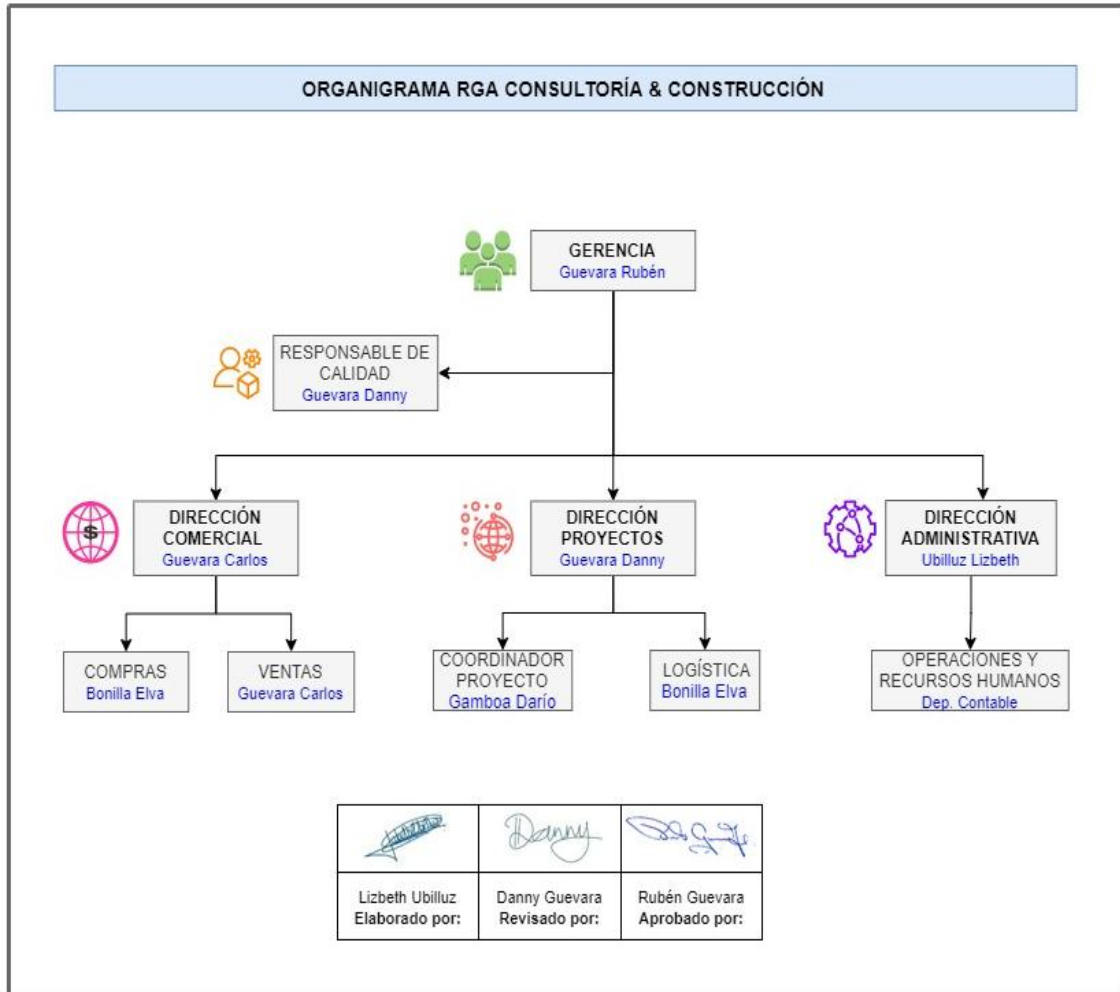 ORGANIGRAMA RGA CONSULTORÍA & CONSTRUCCIÓN
GERENCIA
Guevara Rubén
RESPONSABLE DE
CALIDAD
Guevara Danny
$
DIRECCIÓN
COMERCIAL
Guevara Carlos
DIRECCIÓN
PROYECTOS
Guevara Danny
DIRECCIÓN
ADMINISTRATIVA
Ubilluz Lizbeth
COMPRAS
Bonilla Elva
VENTAS
Guevara Carlos
COORDINADOR
PROYECTO
Gamboa Darío
LOGÍSTICA
Bonilla Elva
OPERACIONES Y
RECURSOS HUMANOS
Dep. Contable
Danny
Lizbeth Ubilluz
Elaborado por:
Danny Guevara
Revisado por:
Rubén Guevara
Aprobado por: